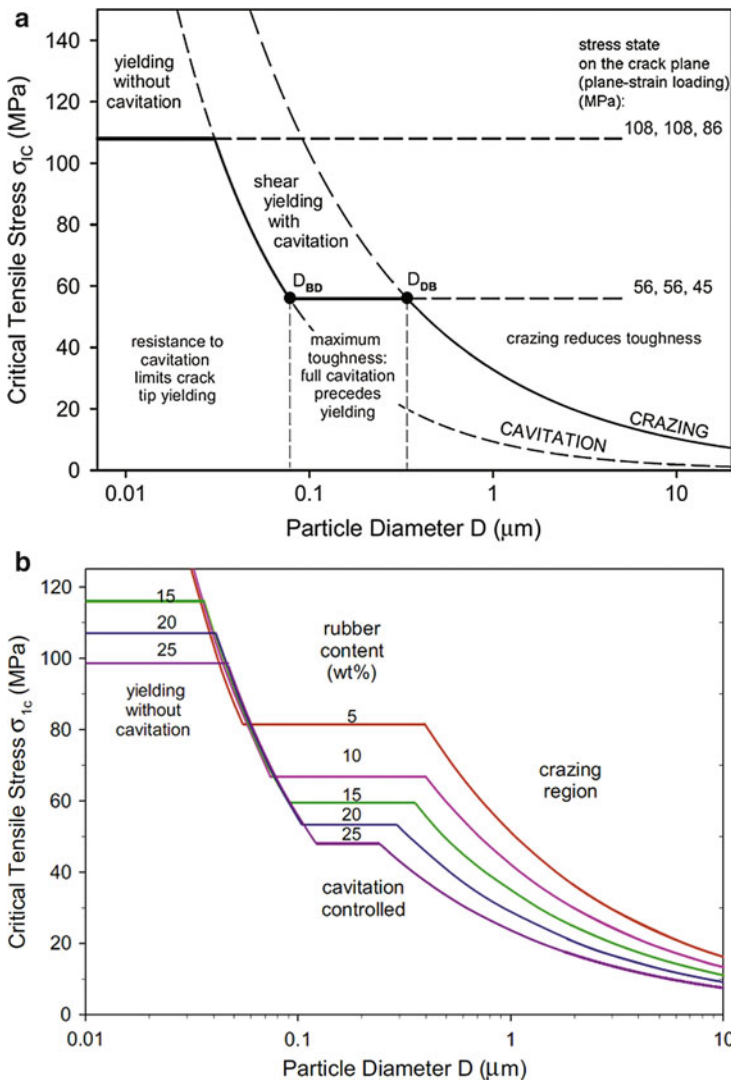 a
140
120
100
80
60
40
20
0
Critical Tensile Stress σIC (MPa)
yielding
without
cavitation
stress state
on the crack plane
(plane-strain loading)
(MPa):
108, 108, 86
shear
yielding
with
cavitation
DBD
DDB
56, 56, 45
resistance to
cavitation
limits crack
tip yielding
maximum
toughness:
full cavitation
precedes
yielding
crazing reduces toughness
CAVITATION
CRAZING
0.01 0.1 1 10
Particle Diameter D (μm)
b
120
100
80
60
40
20
0
Critical Tensile Stress σ1c (MPa)
15
20
25
yielding
without
cavitation
rubber
content
(wt%)
5
10
15
20
25
crazing
region
cavitation
controlled
0.01 0.1 1 10
Particle Diameter D (μm)